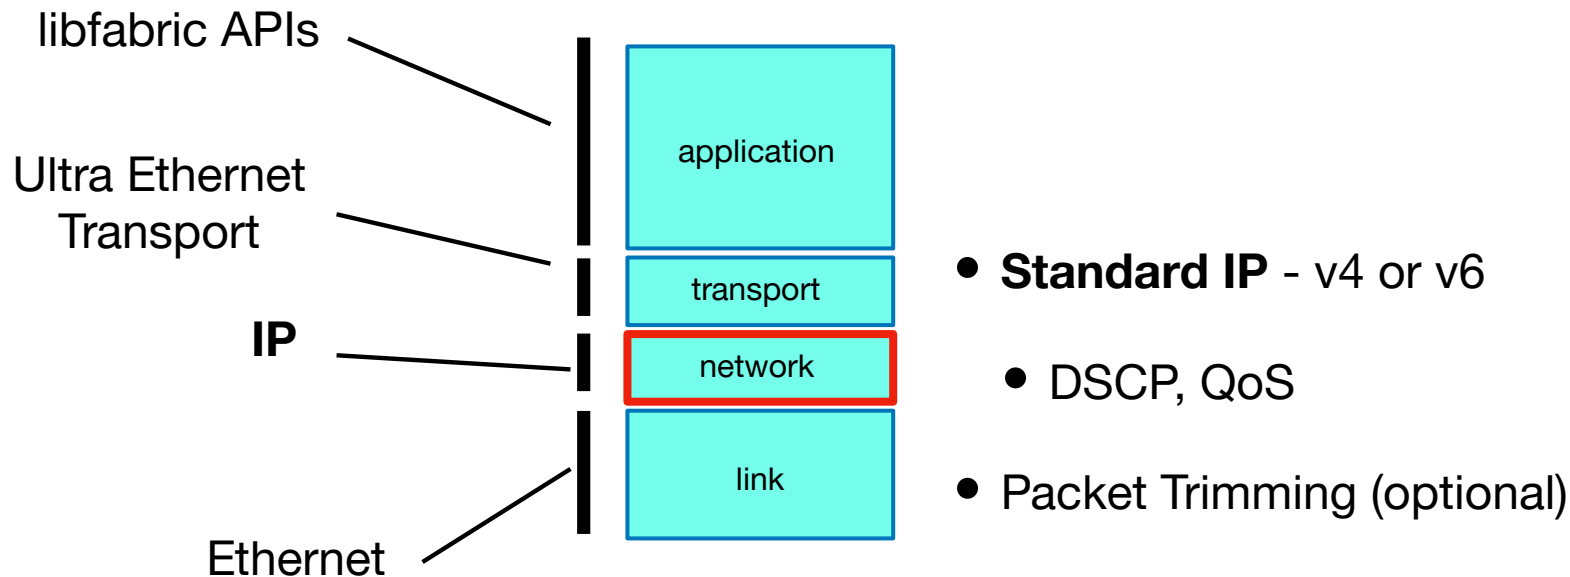 libfabric APIs
Ultra Ethernet
Transport
IP
Ethernet
application
transport
network
link
• Standard IP - v4 or v6
• DSCP, QoS
• Packet Trimming (optional)